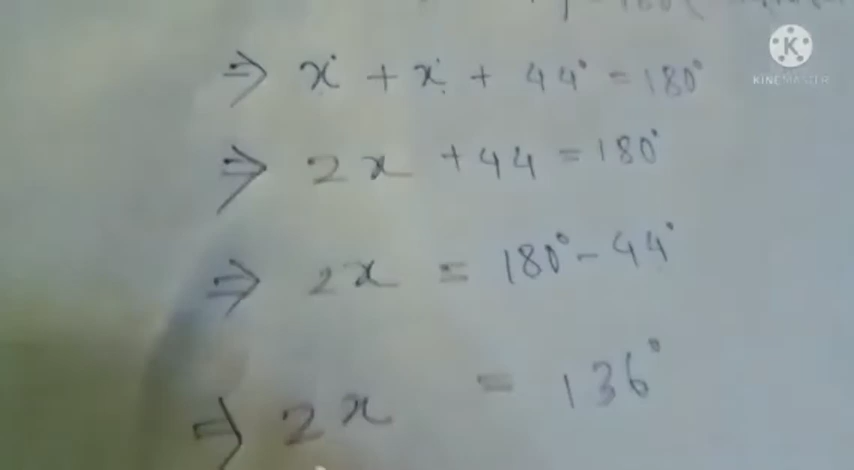 ⇒ x + x + 44° = 180°
⇒ 2x + 44 = 180°
⇒ 2x = 180° - 44°
⇒ 2x = 136°
K
KINEMASTER